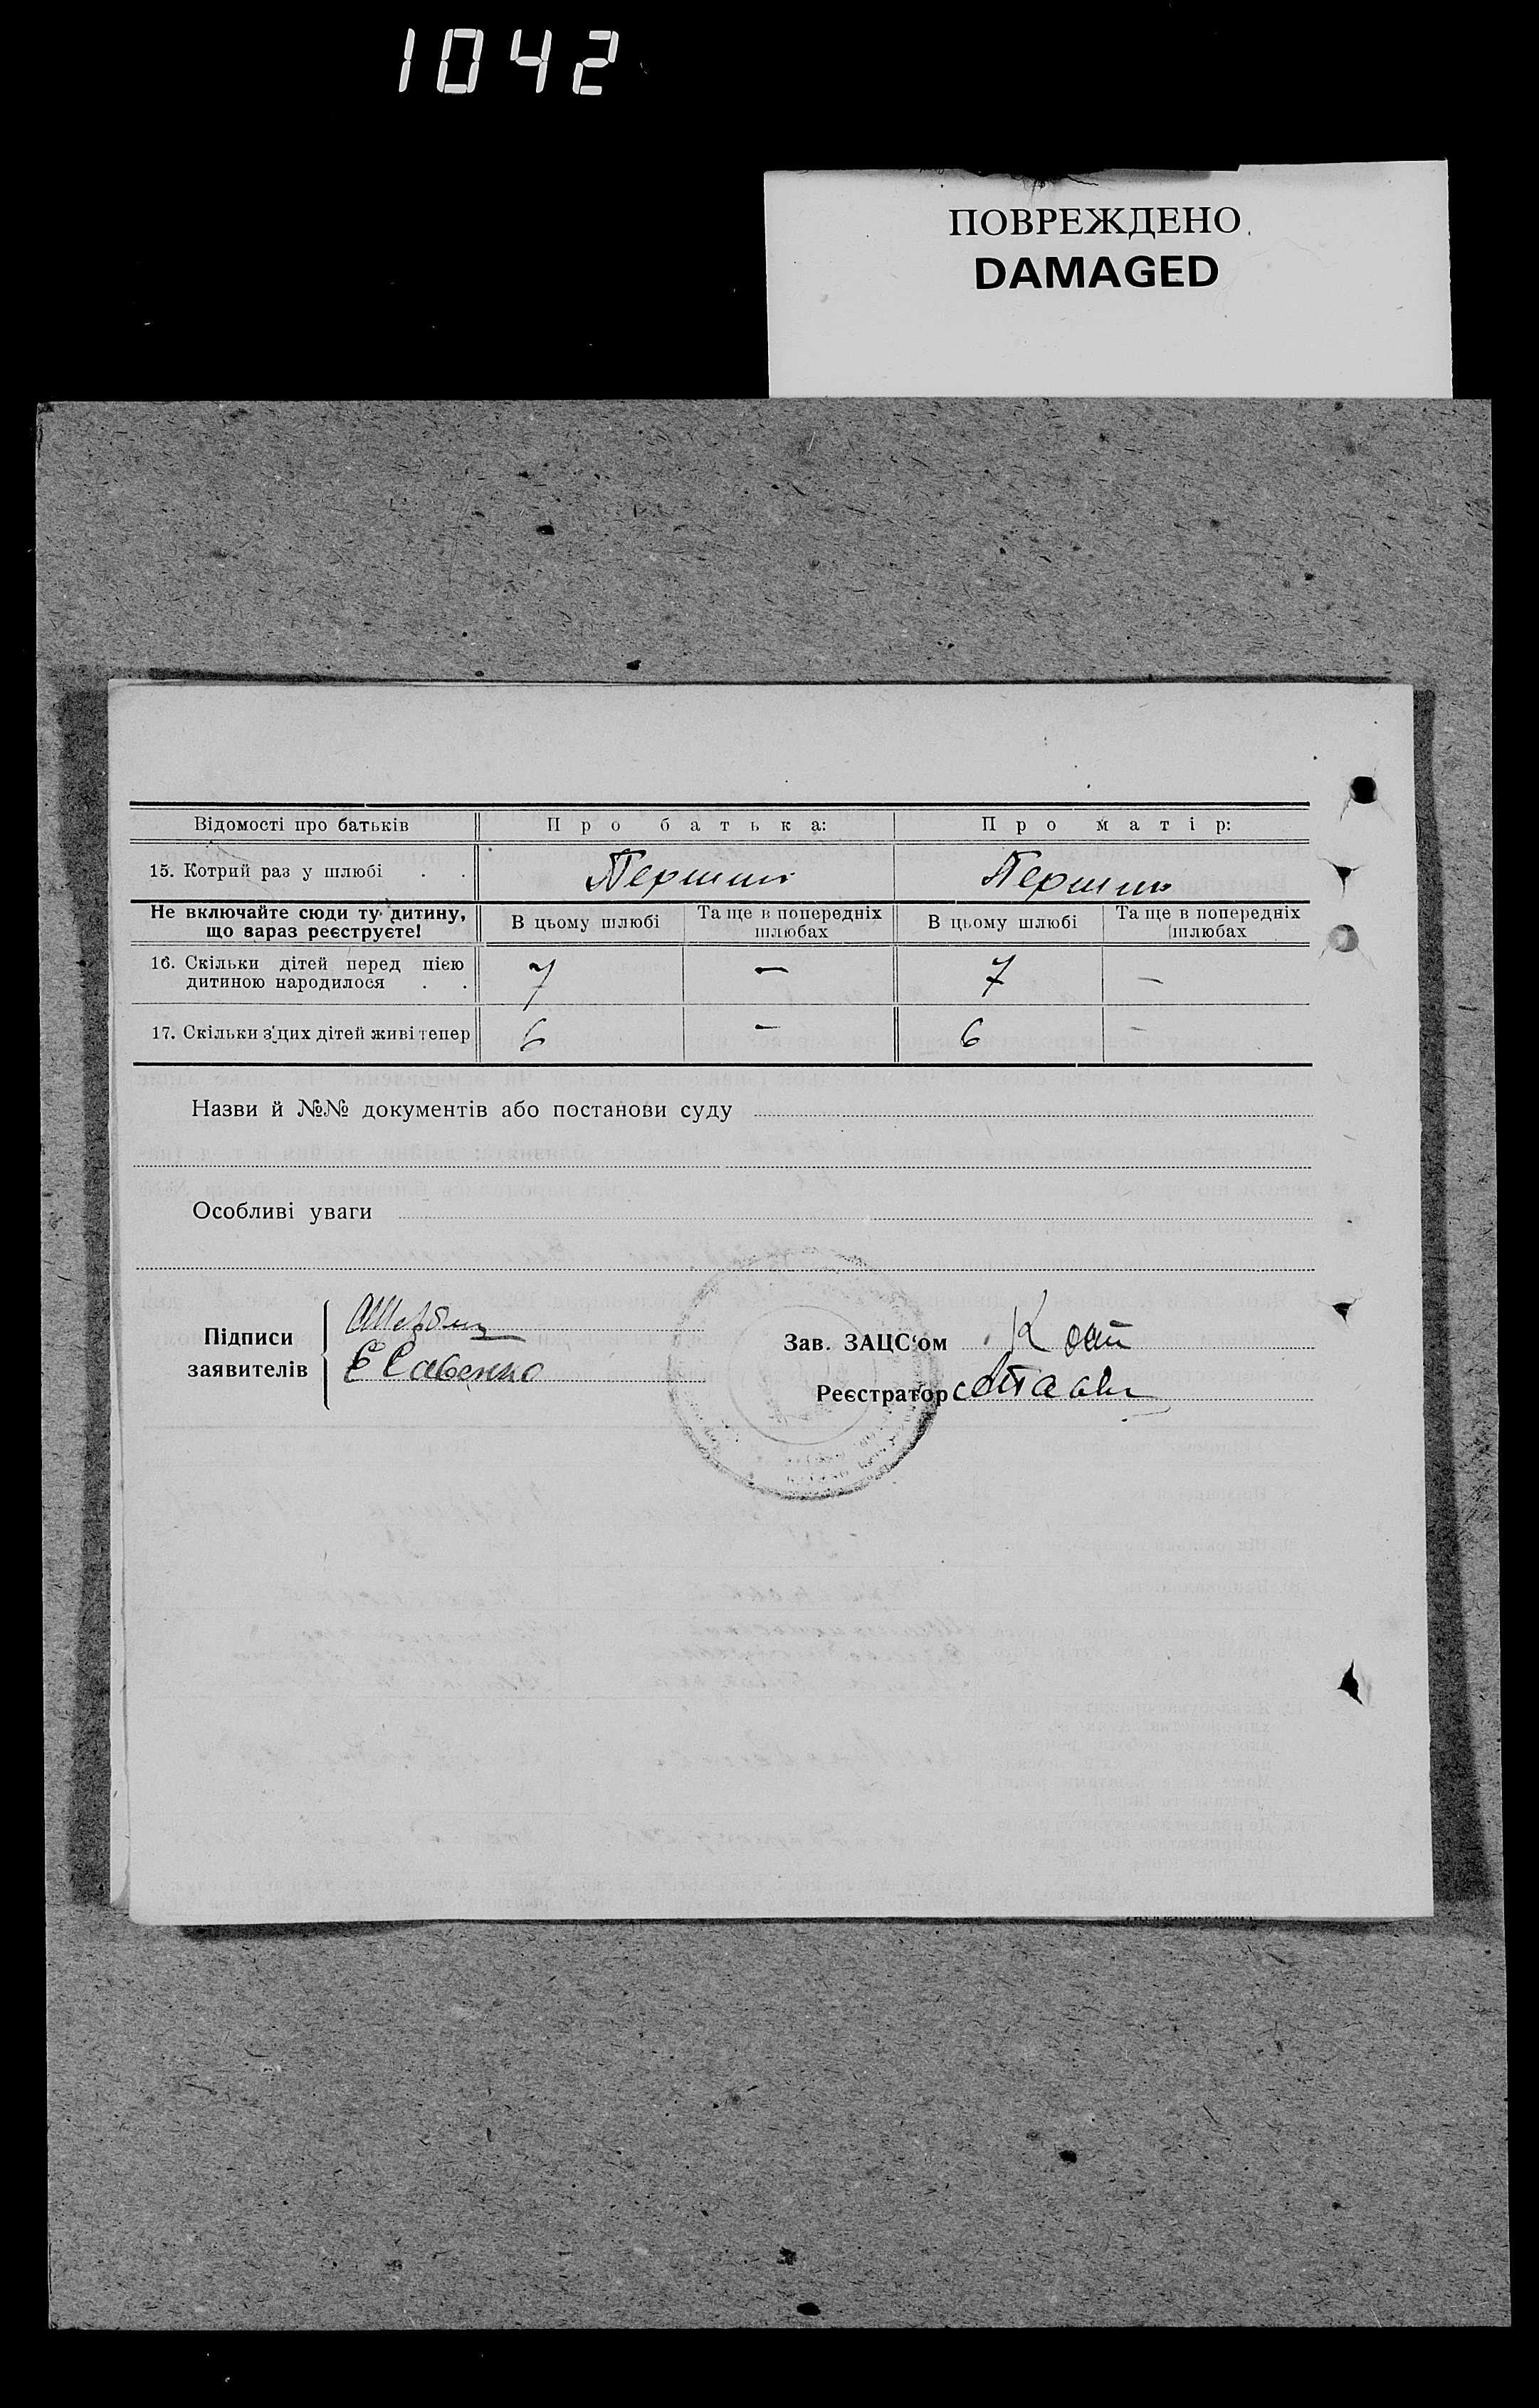 1042
ПОВРЕЖДЕНО
DAMAGED
Відомості про батьків
Про батька:
Про матір:
15. Котрий раз у шлюбі . .
Перший
Перший
Не включайте сюди ту дитину, що зараз реєструєте!
В цьому шлюбі
Та ще в попередніх шлюбах
В цьому шлюбі
Та ще в попередніх шлюбах
16. Скільки дітей перед цією
дитиною народилося . .
7
—
7
—
17. Скільки з цих дітей живі тепер
6
—
6
—
Назви й №№ документів або постанови суду
Особливі уваги
Підписи
заявителів
Е Савенко
Зав. ЗАЦС'ом
Реєстратор